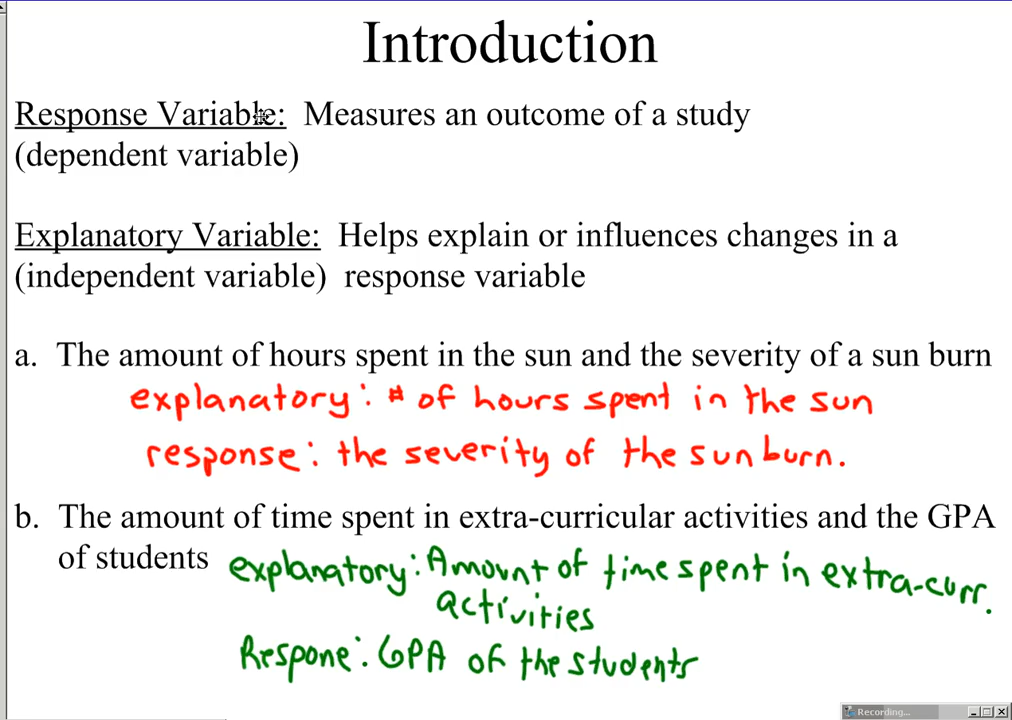 Introduction
Response Variable: Measures an outcome of a study
(dependent variable)
Explanatory Variable: Helps explain or influences changes in a
(independent variable) response variable
a. The amount of hours spent in the sun and the severity of a sun burn
explanatory: # of hours spent in the sun
response: the severity of the sun burn.
b. The amount of time spent in extra-curricular activities and the GPA
of students
explanatory: Amount of time spent in extra-curr.
activities
Respone: GPA of the students
Recording...